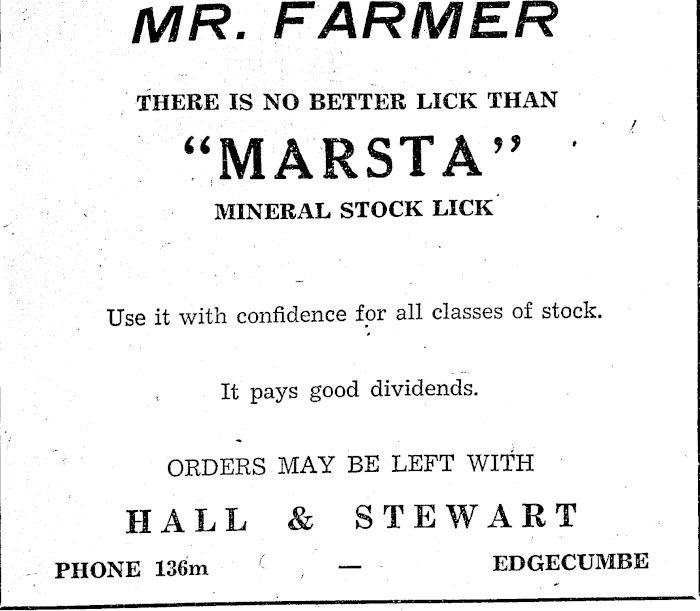 MR. FARMER
THERE IS NO BETTER LICK THAN
“MARSTA”
MINERAL STOCK LICK
Use it with confidence for all classes of stock.
It pays good dividends.
ORDERS MAY BE LEFT WITH
HALL & STEWART
PHONE 136m — EDGECUMBE